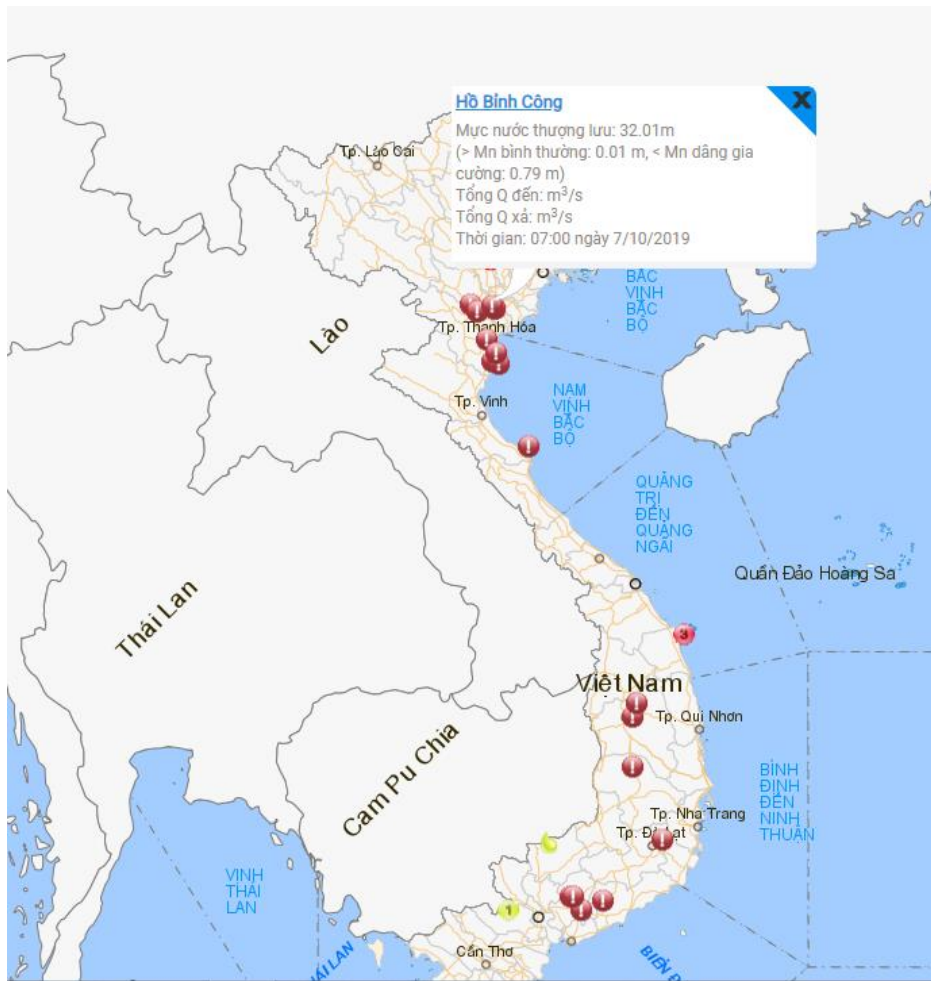 Hồ Bỉnh Công
Mực nước thượng lưu: 32.01m
(> Mn bình thường: 0.01 m, < Mn dâng gia
cường: 0.79 m)
Tổng Q đến: m³/s
Tổng Q xả: m³/s
Thời gian: 07:00 ngày 7/10/2019
Tp. Lào Cai
BẮC
VỊNH
BẮC
BỘ
Lào
Tp. Thanh Hóa
Tp. Vinh
NAM
VỊNH
BẮC
BỘ
QUẢNG
TRỊ
ĐẾN
QUẢNG
NGÃI
Quần Đảo Hoàng Sa
Thái Lan
3
Việt Nam
Tp. Qui Nhơn
Cam Pu Chia
BÌNH
ĐỊNH
ĐẾN
NINH
THUẬN
Tp. Nha Trang
Tp. Đà Lạt
VỊNH
THÁI
LAN
1
Cần Thơ
THÁI LAN
BIỂN Đ